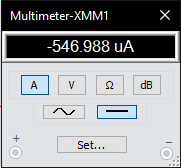 Multimeter-XMM1
-546.988 uA
A V Ω dB
Set...
+ −